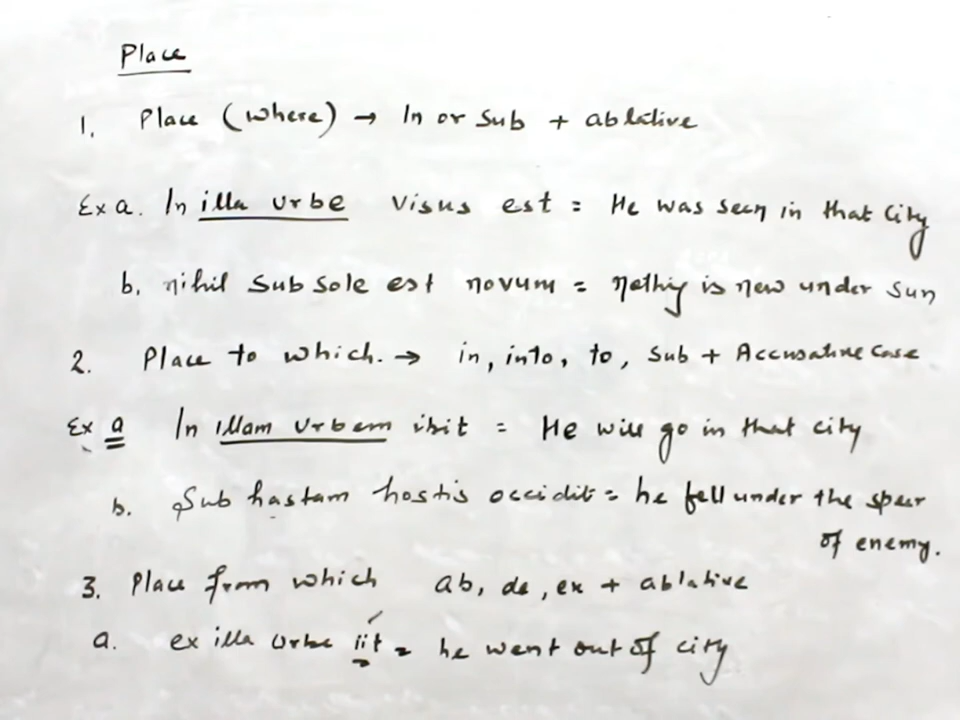 Place
1. Place (where) → In or Sub + ablative
Ex a. In illa urbe visus est = He was seen in that city
b. nihil sub sole est novum = nothing is new under sun
2. Place to which. → in, into, to, sub + Accusative case
Ex a In illam urbem ibit = He will go in that city
b. Sub hastam hostis occidit = he fell under the spear
of enemy.
3. Place from which ab, de, ex + ablative
a. ex illa urbe iit = he went out of city